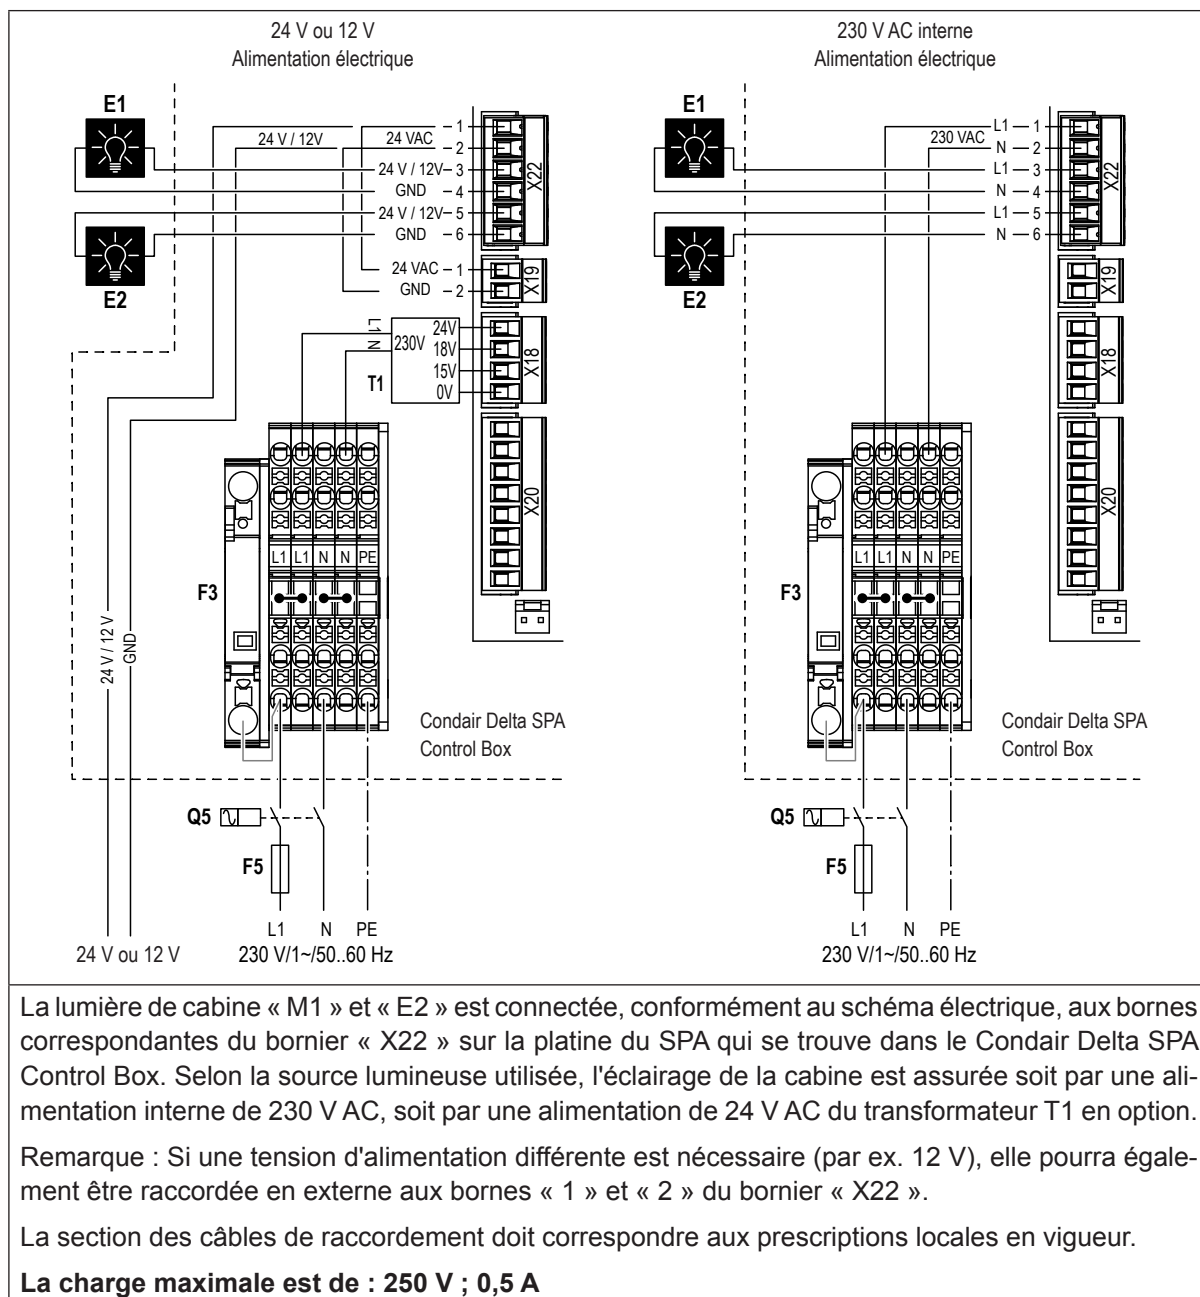 24 V ou 12 V
Alimentation électrique
E1
24 V / 12V
24 VAC
1
2
24 V / 12V
3
GND
4
24 V / 12V
5
GND
6
X22
E2
24 VAC
1
GND
2
X19
L1
N
230V
24V
18V
15V
0V
T1
X18
X20
L1 L1 N N PE
F3
24 V / 12 V
GND
Condair Delta SPA
Control Box
Q5
F5
L1 N PE
24 V ou 12 V
230 V/1~/50..60 Hz
230 V AC interne
Alimentation électrique
E1
230 VAC
L1
1
N
2
L1
3
N
4
L1
5
N
6
X22
E2
X19
X18
X20
L1 L1 N N PE
F3
Condair Delta SPA
Control Box
Q5
F5
L1 N PE
230 V/1~/50..60 Hz
La lumière de cabine « M1 » et « E2 » est connectée, conformément au schéma électrique, aux bornes
correspondantes du bornier « X22 » sur la platine du SPA qui se trouve dans le Condair Delta SPA
Control Box. Selon la source lumineuse utilisée, l'éclairage de la cabine est assurée soit par une ali-
mentation interne de 230 V AC, soit par une alimentation de 24 V AC du transformateur T1 en option.
Remarque : Si une tension d'alimentation différente est nécessaire (par ex. 12 V), elle pourra égale-
ment être raccordée en externe aux bornes « 1 » et « 2 » du bornier « X22 ».
La section des câbles de raccordement doit correspondre aux prescriptions locales en vigueur.
La charge maximale est de : 250 V ; 0,5 A